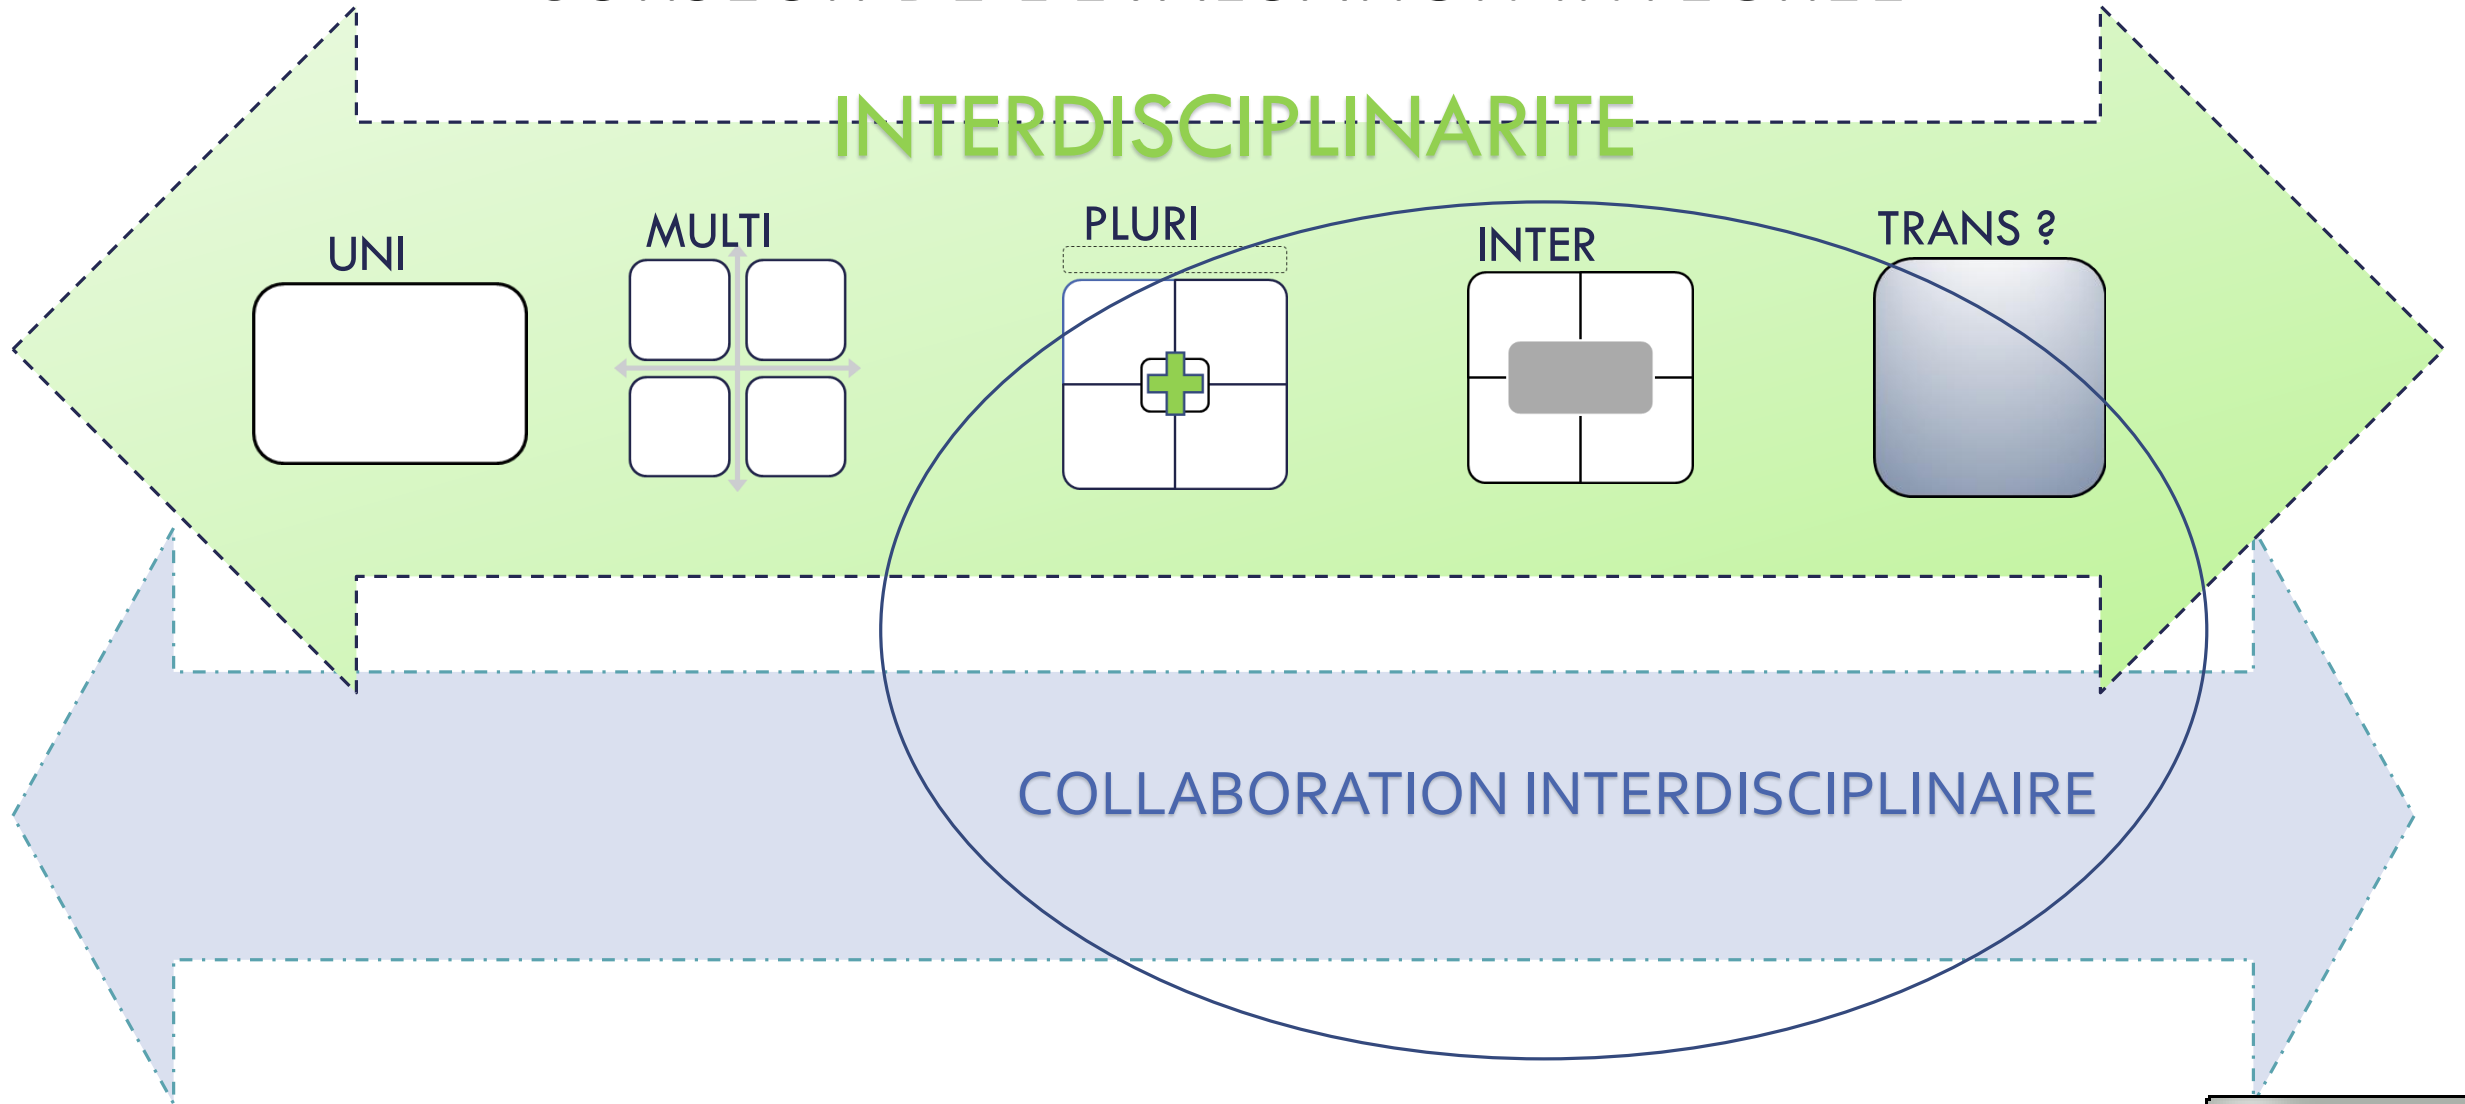 INTERDISCIPLINARITE
UNI
MULTI
PLURI
INTER
TRANS ?
COLLABORATION INTERDISCIPLINAIRE